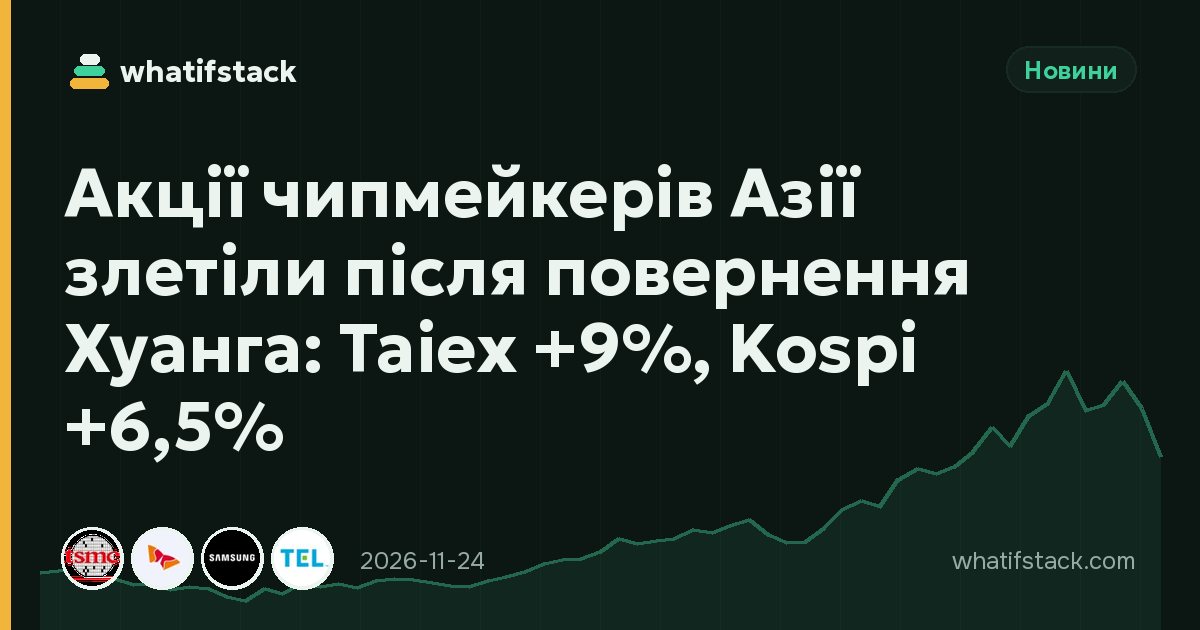 whatifstack
Новини
Акції чипмейкерів Азії
злетіли після повернення
Хуанга: Taiex +9%, Kospi
+6,5%
tsmc
SAMSUNG
TEL
2026-11-24
whatifstack.com